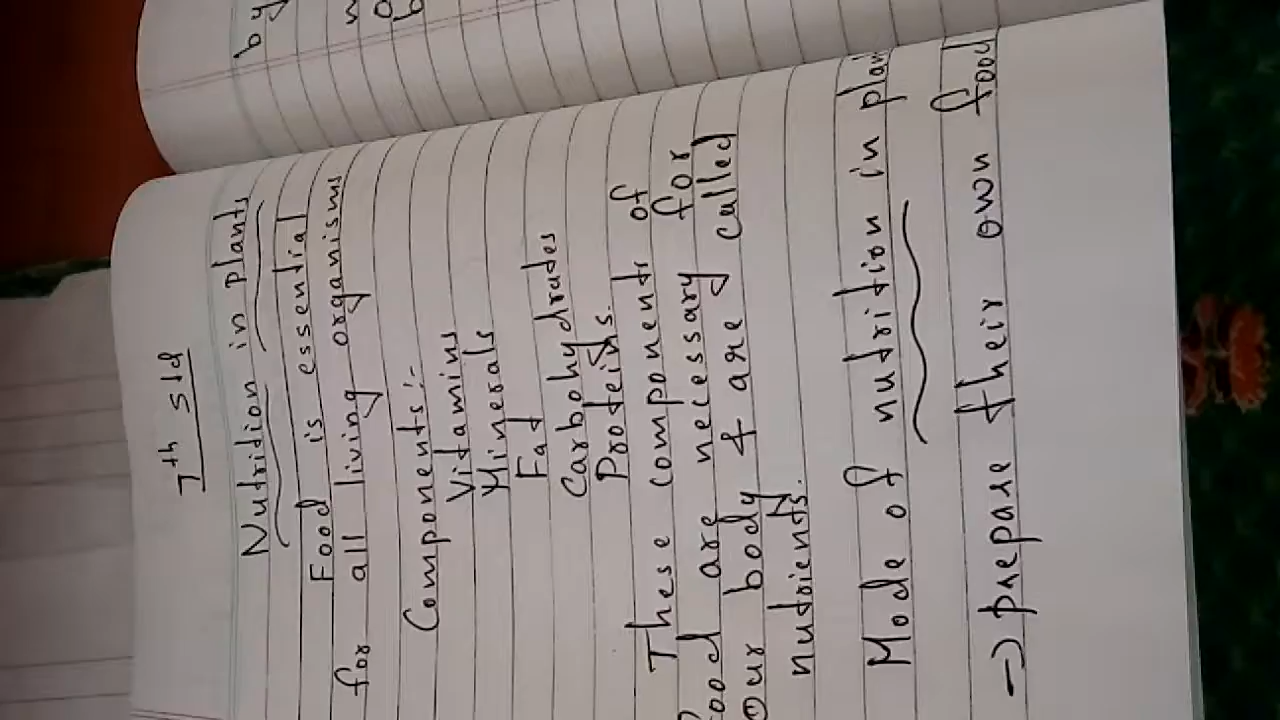 7th std
Nutrition in plants
Food is essential
for all living organisms
Components:-
Vitamins
Minerals
Fat
Carbohydrates
Proteins.
These components of
food are necessary for
our body & are called
nutrients.
Mode of nutrition in
→ prepare their own food
by